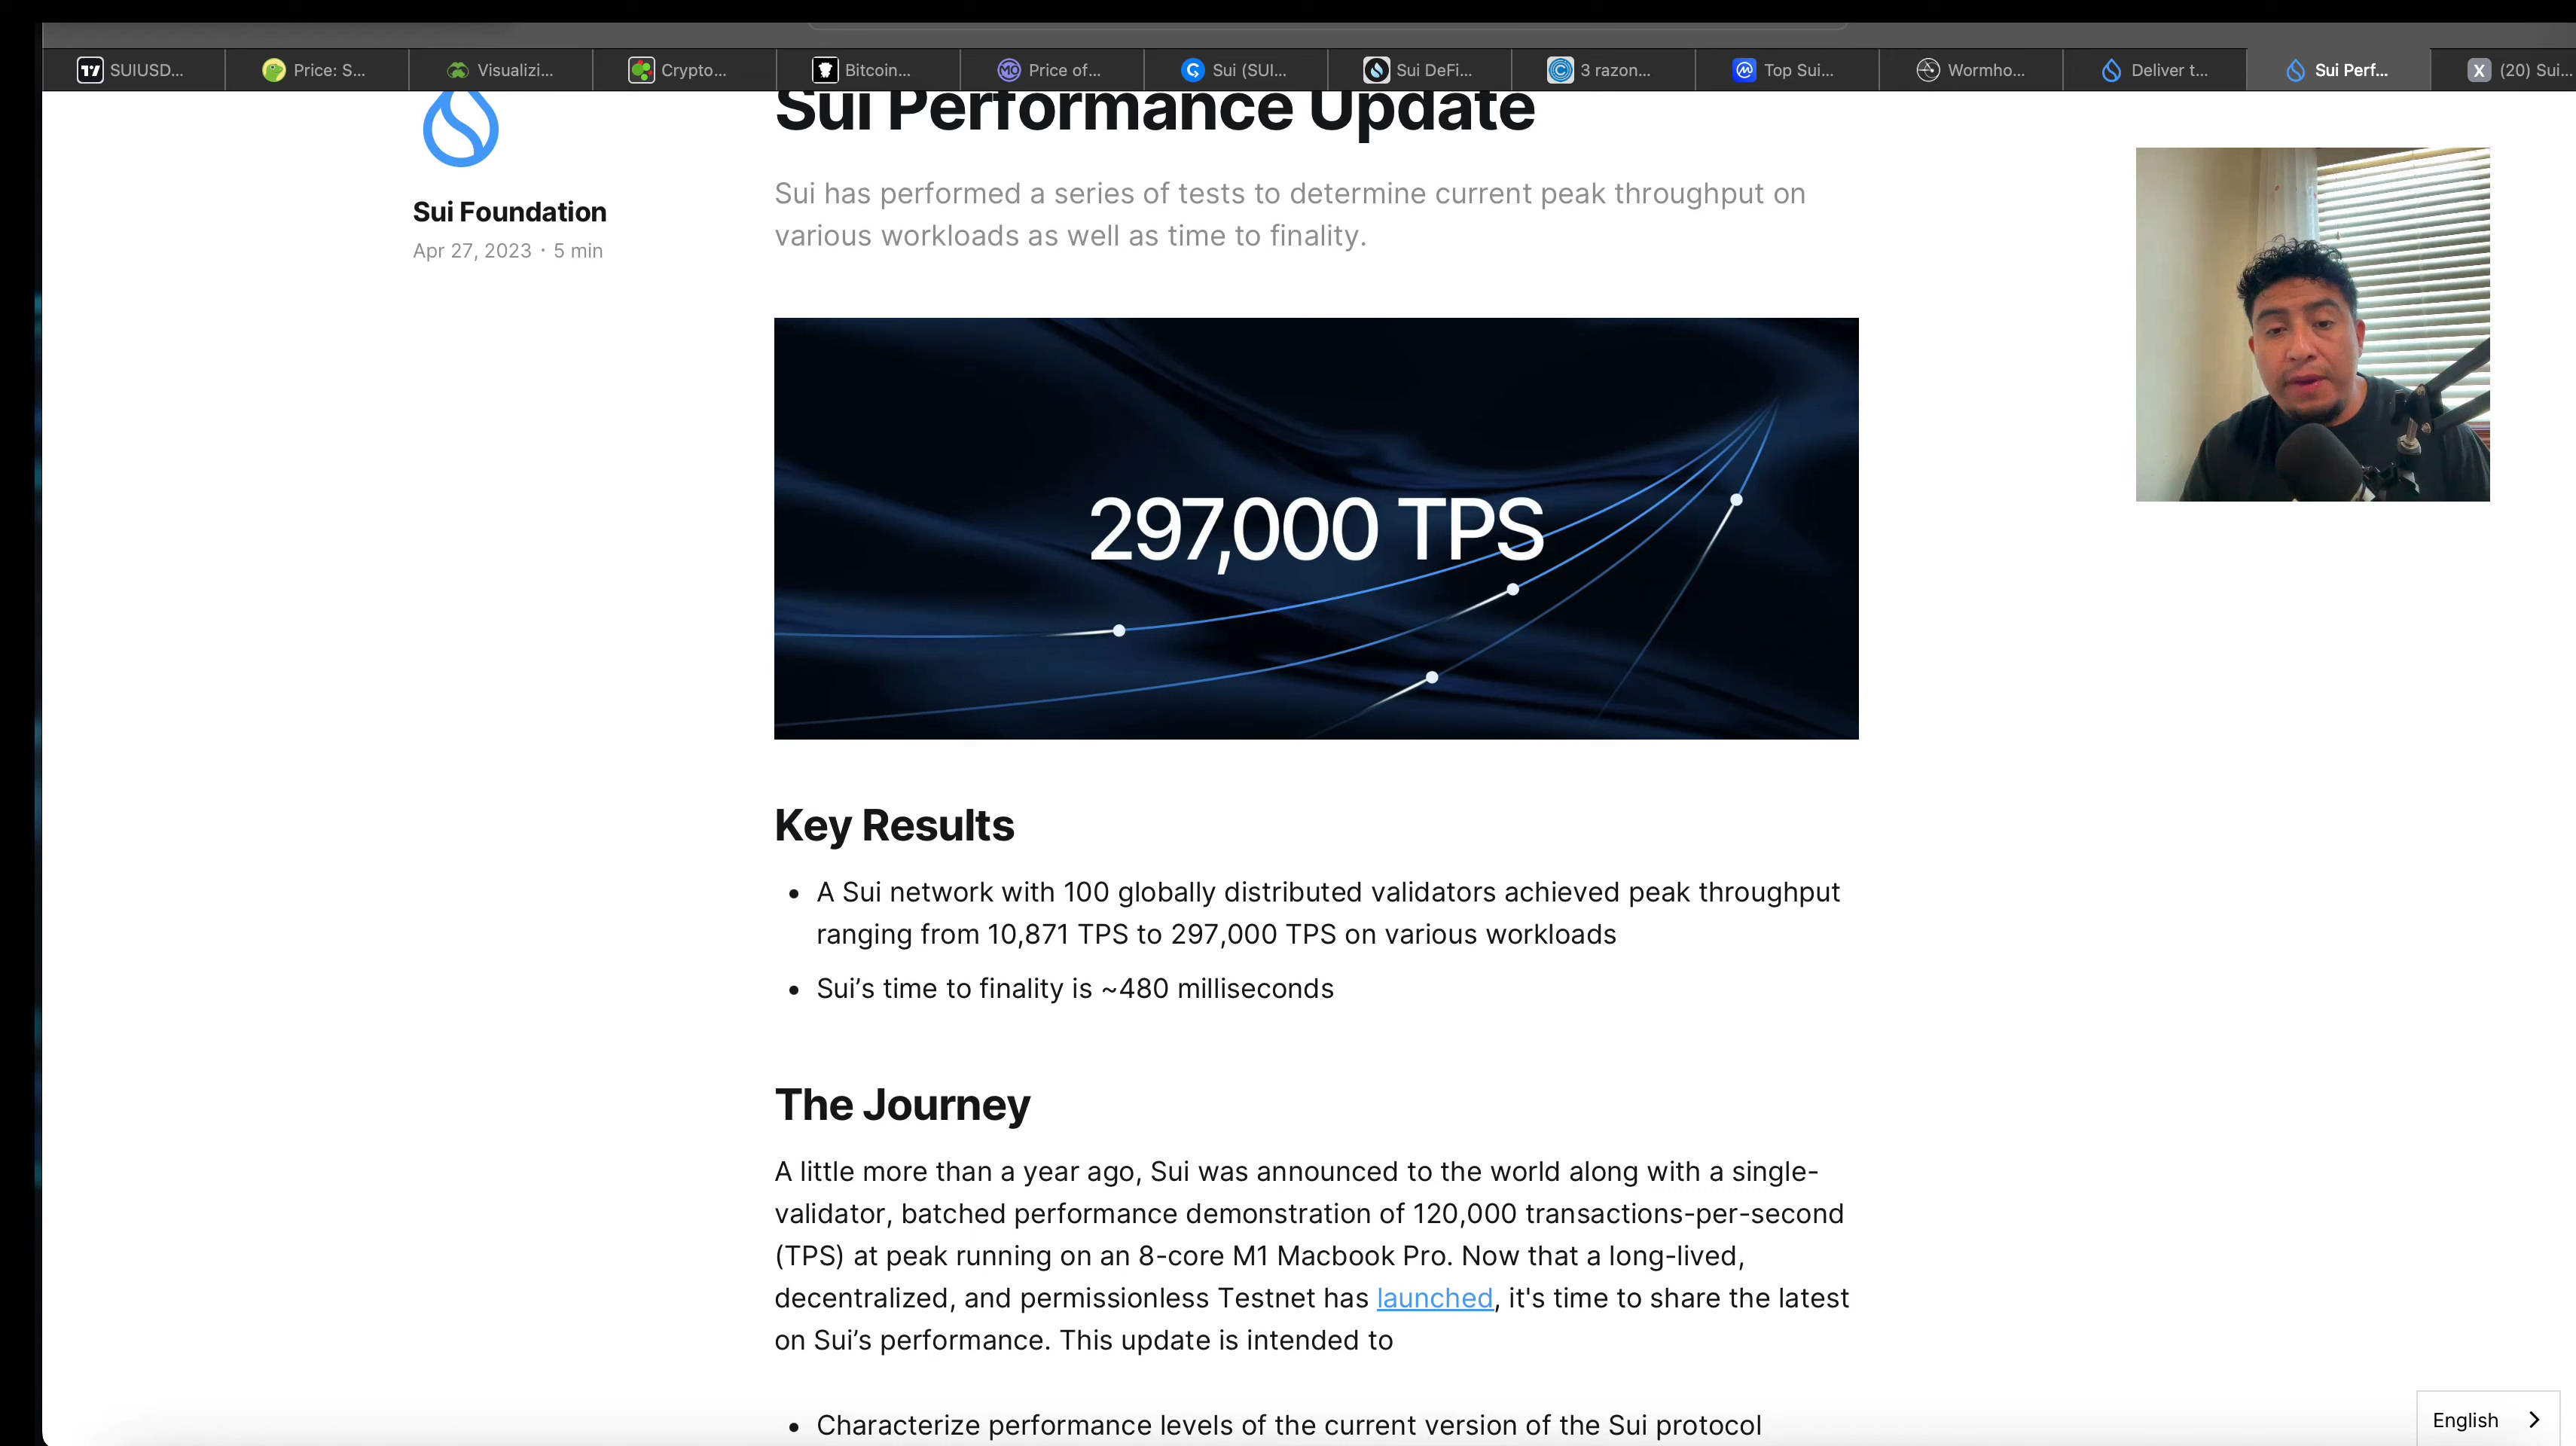 SUIUSD...
Price: S...
Visualizi...
Crypto...
Bitcoin...
Price of...
Sui (SUI...
Sui DeFi...
3 razon...
Top Sui...
Wormho...
Deliver t...
Sui Perf...
(20) Sui...
Sui Performance Update
Sui Foundation
Apr 27, 2023 · 5 min
Sui has performed a series of tests to determine current peak throughput on
various workloads as well as time to finality.
297,000 TPS
Key Results
• A Sui network with 100 globally distributed validators achieved peak throughput
ranging from 10,871 TPS to 297,000 TPS on various workloads
• Sui’s time to finality is ~480 milliseconds
The Journey
A little more than a year ago, Sui was announced to the world along with a single-
validator, batched performance demonstration of 120,000 transactions-per-second
(TPS) at peak running on an 8-core M1 Macbook Pro. Now that a long-lived,
decentralized, and permissionless Testnet has launched, it's time to share the latest
on Sui’s performance. This update is intended to
• Characterize performance levels of the current version of the Sui protocol
English